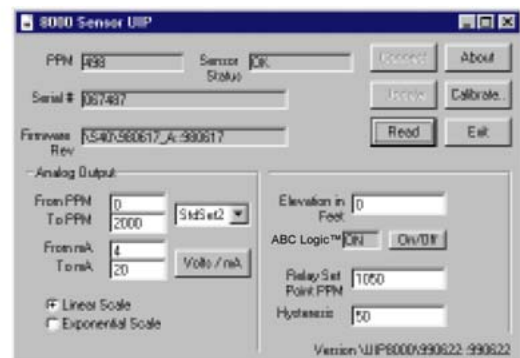 8000 Sensor UIP
PPM 498 Sensor Status OK Connect About
Serial # 067487 Update Calibrate..
Firmware Rev \S40\980617_A:980617 Read Exit
Analog Output
From PPM 0
To PPM 2000 StdSet2
From mA 4
To mA 20 Volts / mA
Linear Scale
Exponential Scale
Elevation in Feet 0
ABC Logic™ ON On/Off
Relay Set Point PPM 1050
Hysteresis 50
Version \UIP8000\990622 :990622